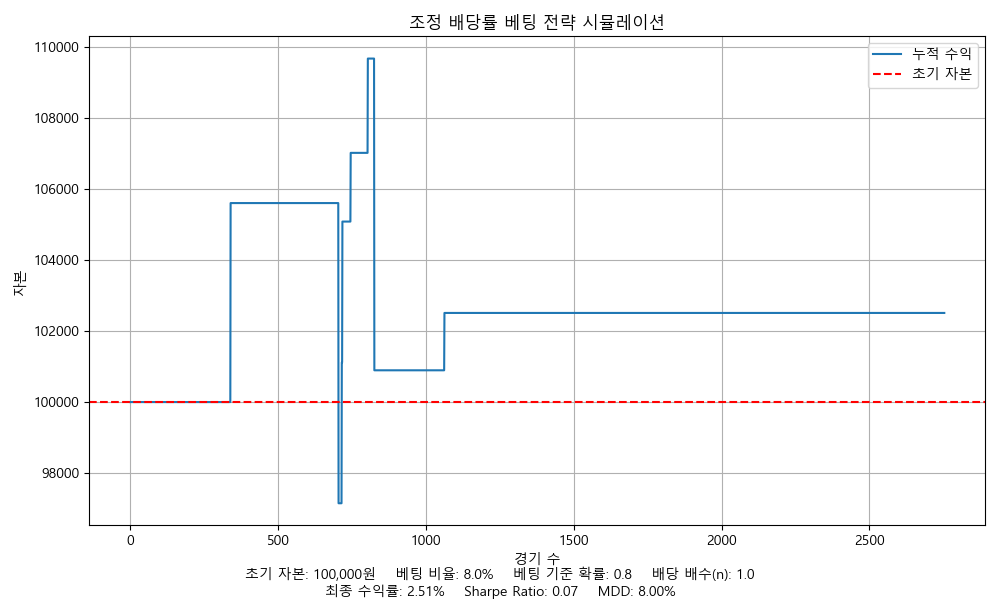 조정 배당률 베팅 전략 시뮬레이션
누적 수익
초기 자본
110000
108000
106000
104000
102000
100000
98000
자본
0 500 1000 1500 2000 2500
경기 수
초기 자본: 100,000원 베팅 비율: 8.0% 베팅 기준 확률: 0.8 배당 배수(n): 1.0
최종 수익률: 2.51% Sharpe Ratio: 0.07 MDD: 8.00%